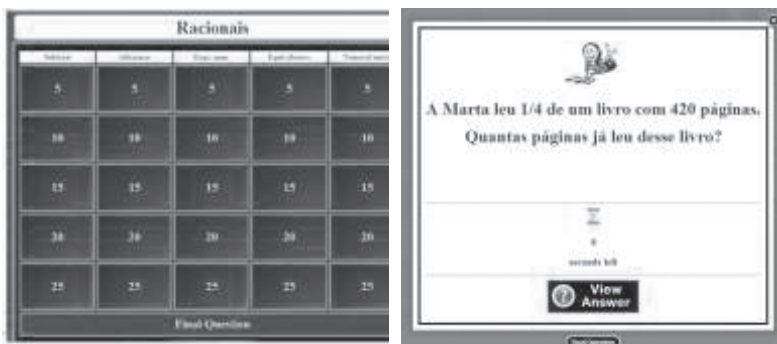 Racionais
5 5 5 5 5
10 10 10 10 10
15 15 15 15 15
20 20 20 20 20
25 25 25 25 25
Final Question
A Marta leu 1/4 de um livro com 420 páginas.
Quantas páginas já leu desse livro?
seconds left
View
Answer